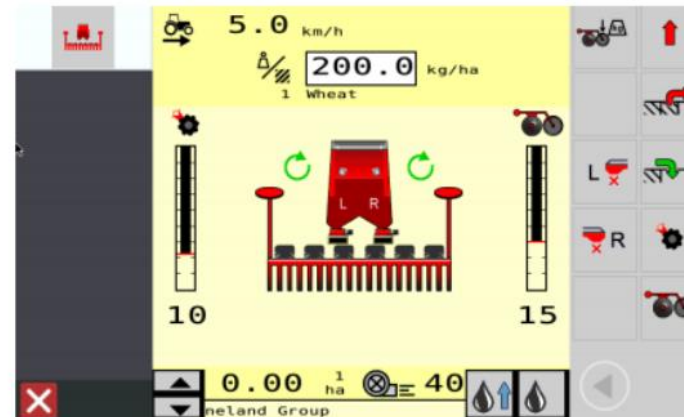 5.0 km/h
200.0 kg/ha
1 Wheat
L R
L
R
10 15
0.00 1 ha 40
neland Group